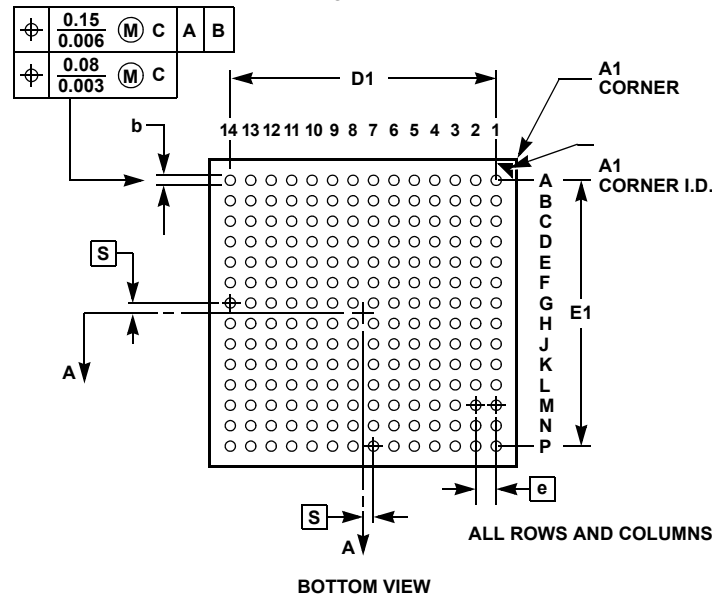 0.15 M C A B
0.006
0.08 M C
0.003
D1
A1
CORNER
b
14 13 12 11 10 9 8 7 6 5 4 3 2 1
A1
CORNER I.D.
A
B
C
D
E
F
G
H
J
K
L
M
N
P
S
E1
A
e
S
ALL ROWS AND COLUMNS
A
BOTTOM VIEW